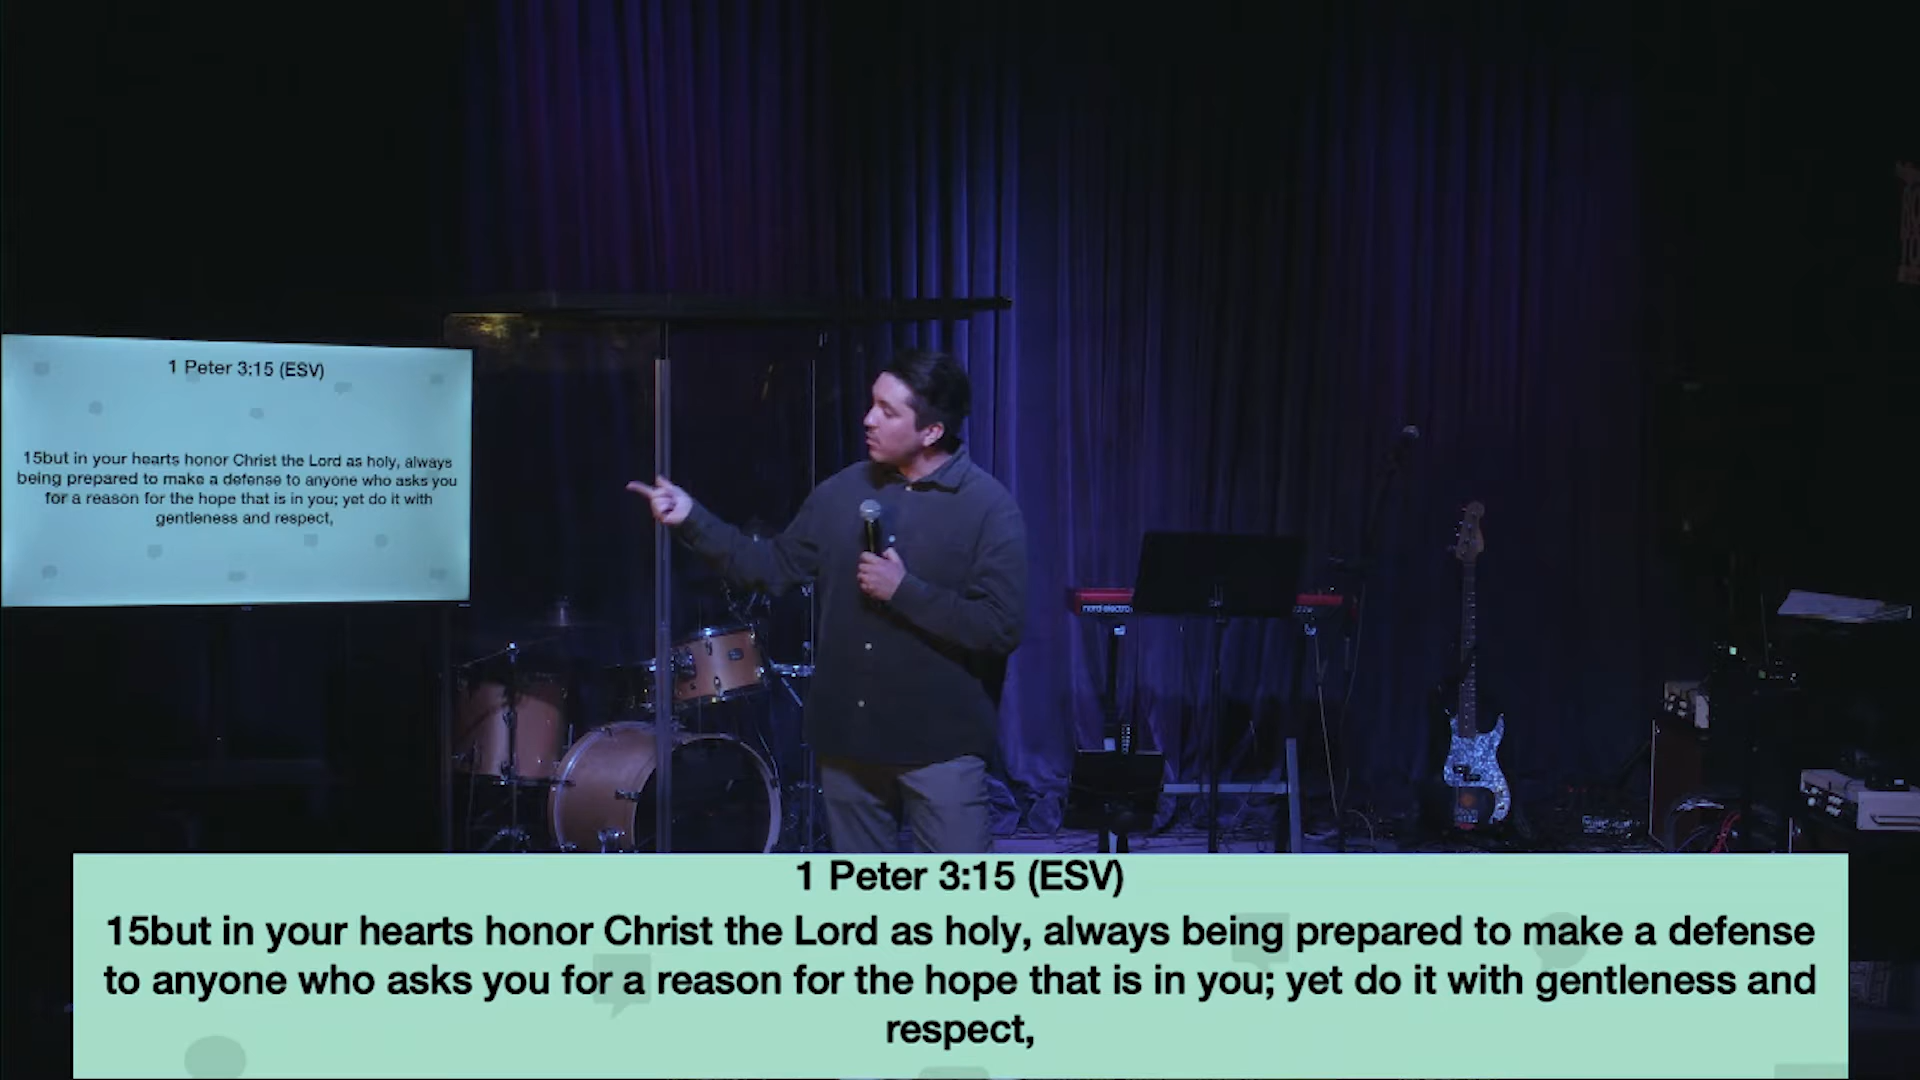 1 Peter 3:15 (ESV)
15but in your hearts honor Christ the Lord as holy, always
being prepared to make a defense to anyone who asks you
for a reason for the hope that is in you; yet do it with
gentleness and respect,
nord electro
1 Peter 3:15 (ESV)
15but in your hearts honor Christ the Lord as holy, always being prepared to make a defense
to anyone who asks you for a reason for the hope that is in you; yet do it with gentleness and
respect,